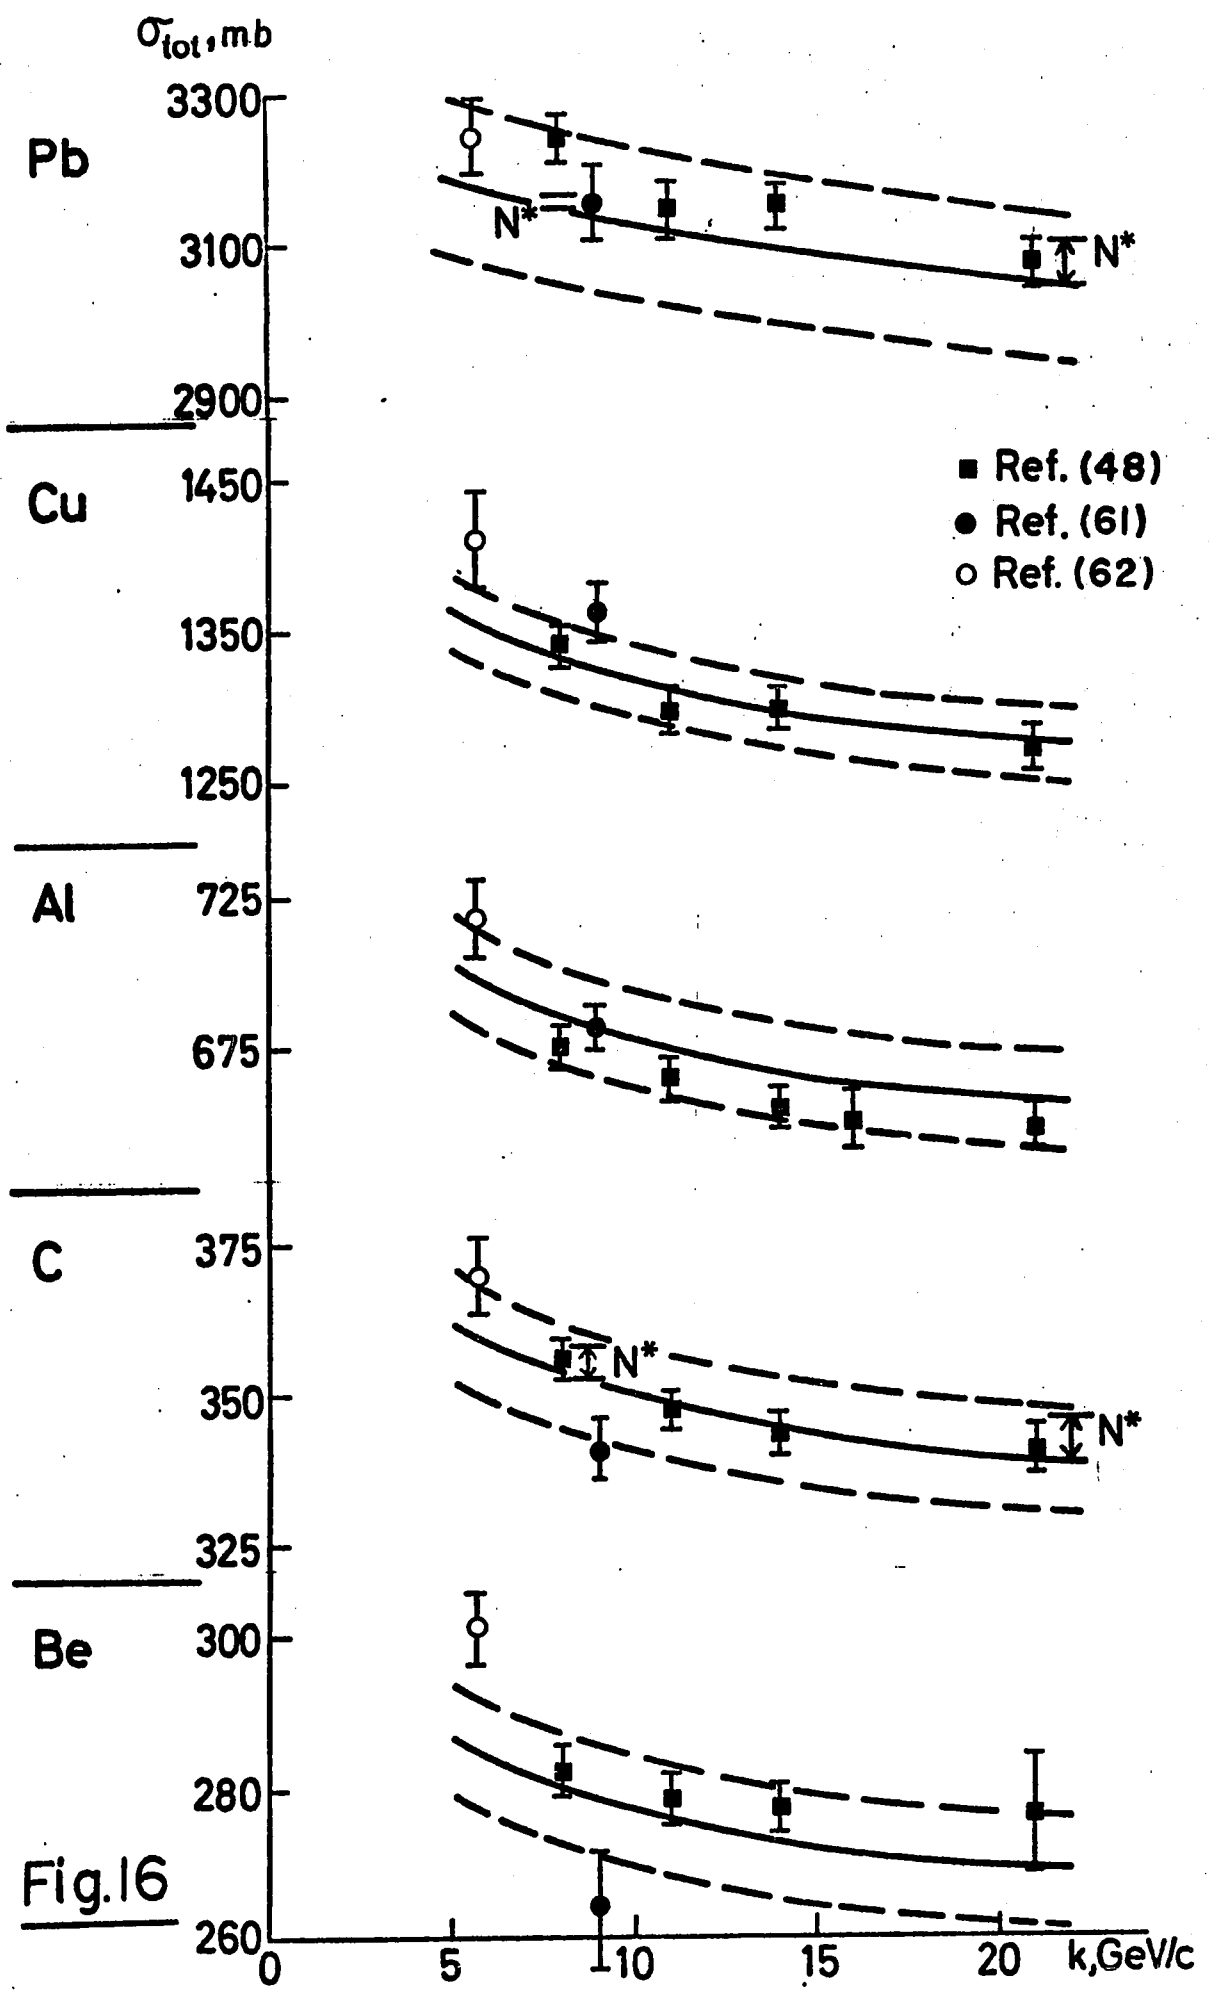 σtot, mb
3300
Pb
N*
3100
N*
2900
1450
Cu
Ref. (48)
Ref. (61)
Ref. (62)
1350
1250
Al
725
675
C
375
N*
350
N*
325
Be
300
280
Fig.16
260
0 5 10 15 20 k,GeV/c